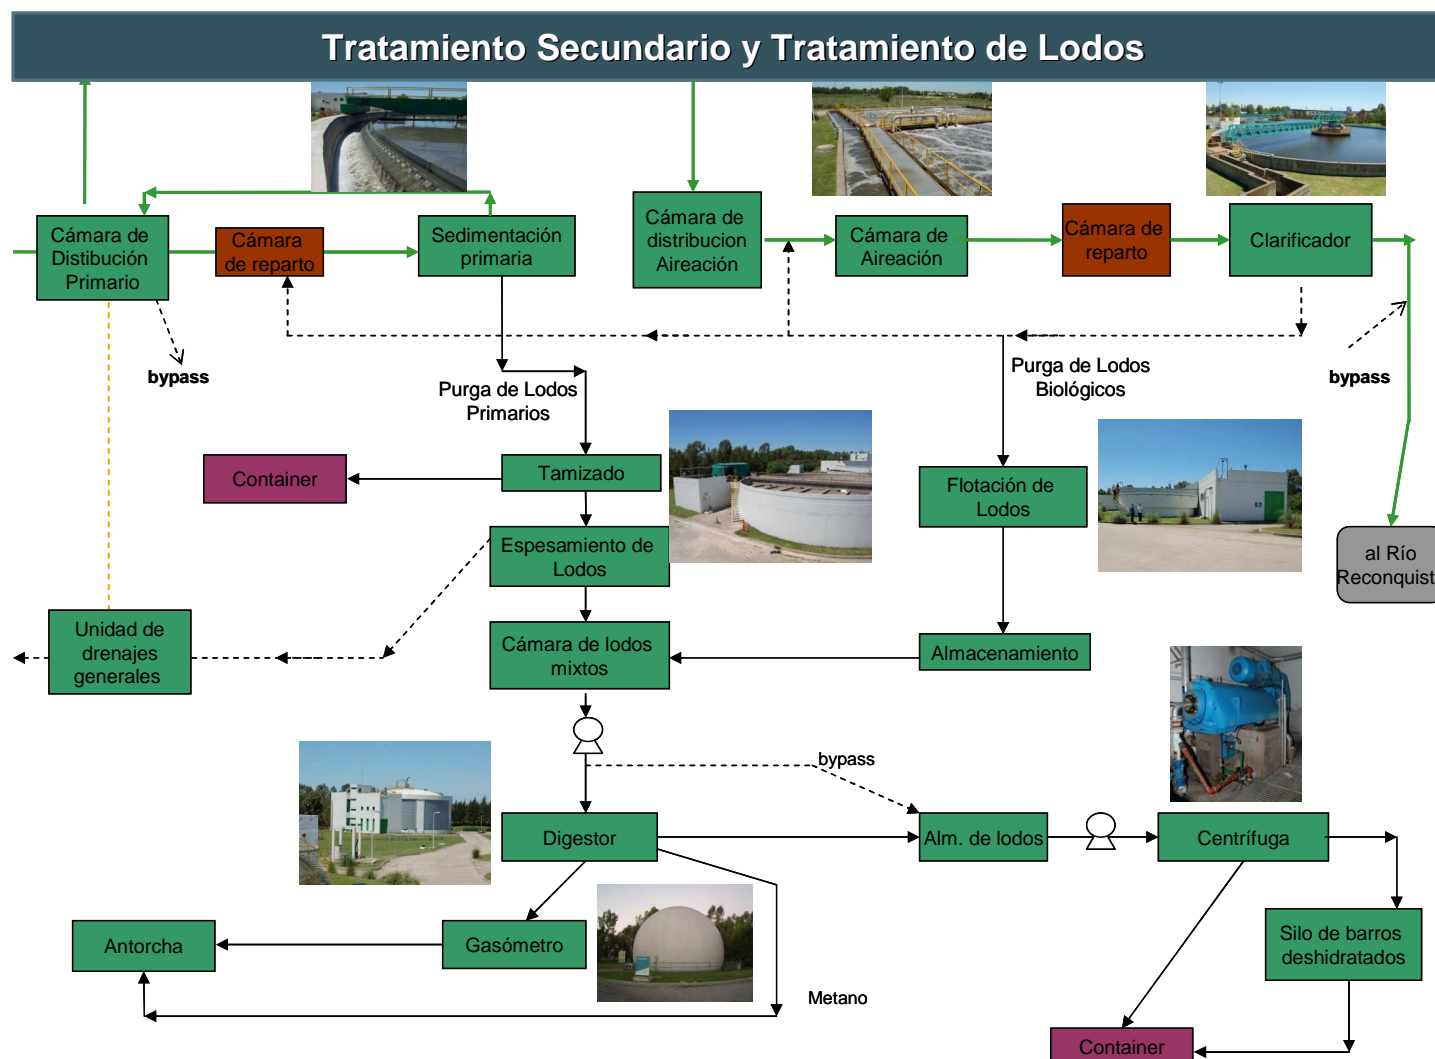 Tratamiento Secundario y Tratamiento de Lodos
Cámara de
Distibución
Primario
Cámara
de reparto
Sedimentación
primaria
Cámara de
distribucion
Aireación
Cámara de
Aireación
Cámara de
reparto
Clarificador
bypass
Purga de Lodos
Primarios
Purga de Lodos
Biológicos
bypass
Container
Tamizado
Flotación de
Lodos
Espesamiento de
Lodos
al Río
Reconquist
Unidad de
drenajes
generales
Cámara de lodos
mixtos
Almacenamiento
bypass
Digestor
Alm. de lodos
Centrífuga
Antorcha
Gasómetro
Silo de barros
deshidratados
Metano
Container